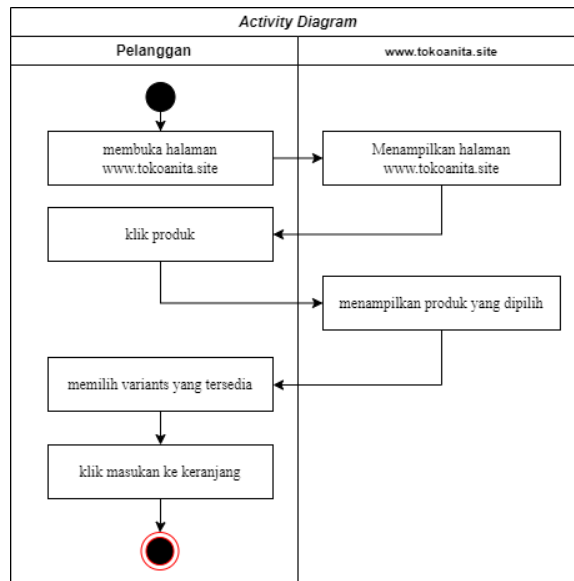 Activity Diagram
Pelanggan
www.tokoanita.site
membuka halaman
www.tokoanita.site
Menampilkan halaman
www.tokoanita.site
klik produk
menampilkan produk yang dipilih
memilih variants yang tersedia
klik masukan ke keranjang